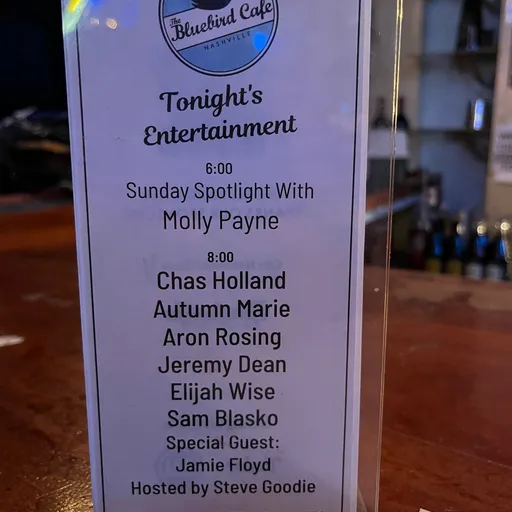 The
Bluebird Cafe
NASHVILLE
Tonight's
Entertainment
6:00
Sunday Spotlight With
Molly Payne
8:00
Chas Holland
Autumn Marie
Aron Rosing
Jeremy Dean
Elijah Wise
Sam Blasko
Special Guest:
Jamie Floyd
Hosted by Steve Goodie